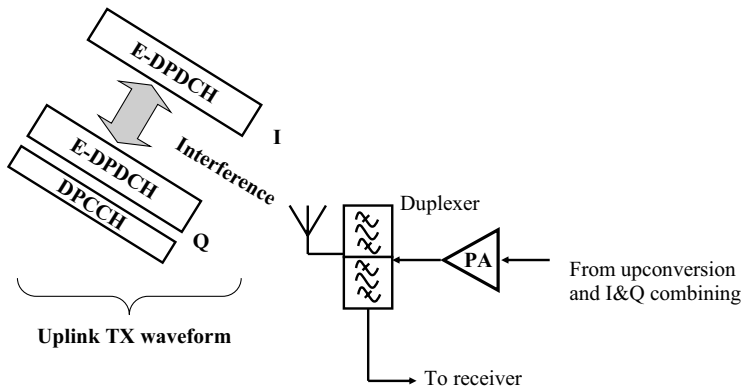 E-DPDCH
I
Interference
E-DPDCH
DPCCH
Q
Uplink TX waveform
Duplexer
PA
From upconversion
and I&Q combining
To receiver